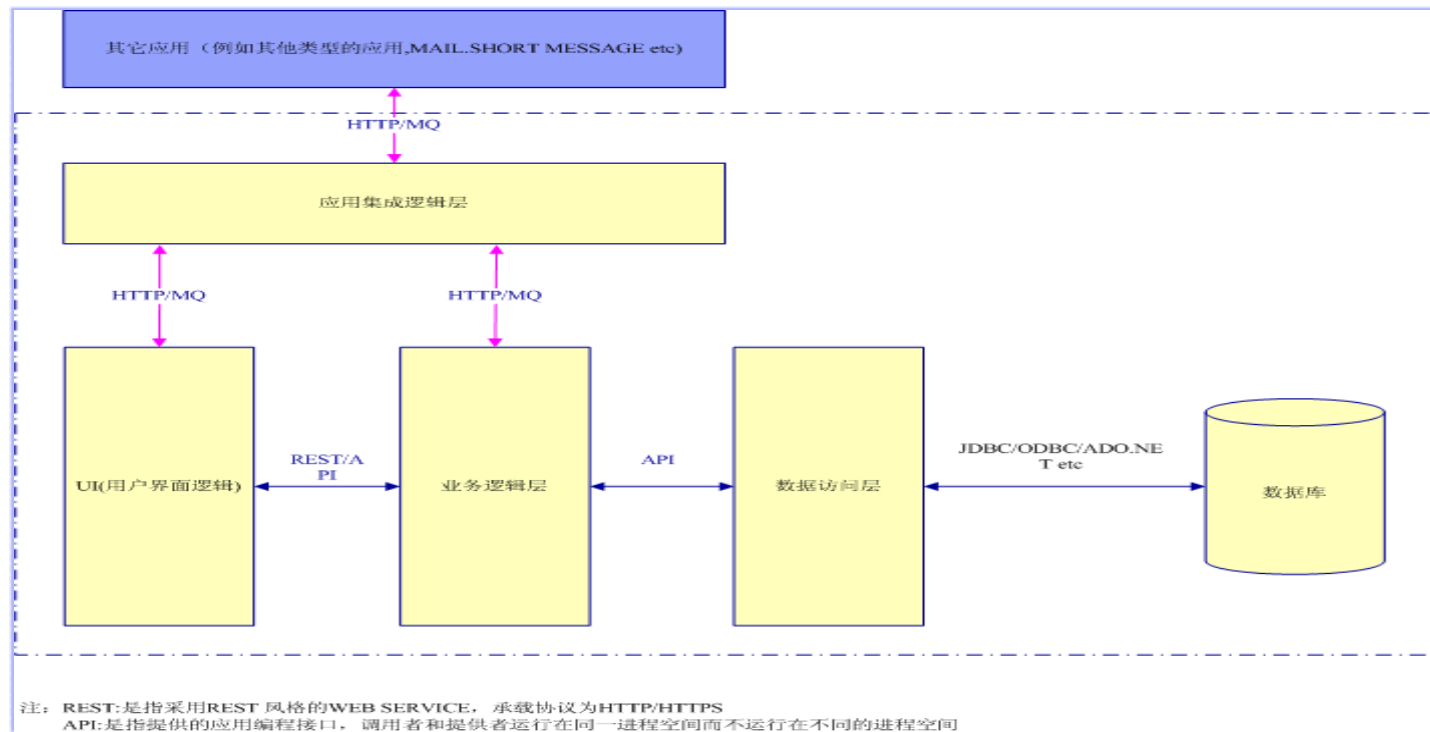 其它应用（例如其他类型的应用,MAIL.SHORT MESSAGE etc)
HTTP/MQ
应用集成逻辑层
HTTP/MQ
HTTP/MQ
UI(用户界面逻辑)
REST/A
PI
业务逻辑层
API
数据访问层
JDBC/ODBC/ADO.NE
T etc
数据库
注：REST:是指采用REST 风格的WEB SERVICE，承载协议为HTTP/HTTPS
API:是指提供的应用编程接口，调用者和提供者运行在同一进程空间而不运行在不同的进程空间